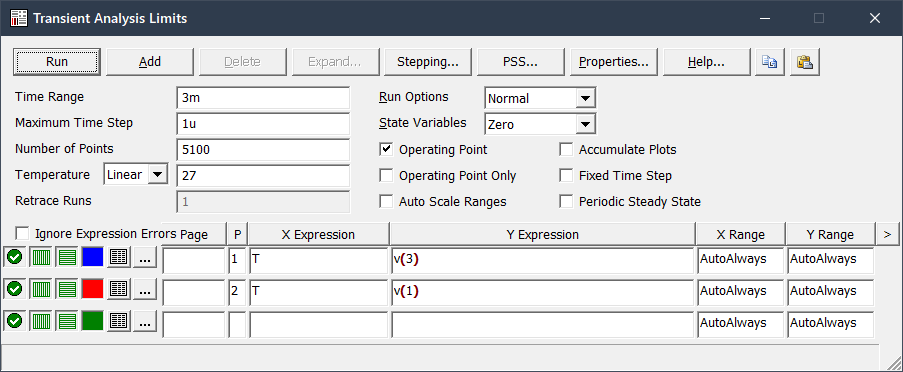 Transient Analysis Limits
Run Add Delete Expand... Stepping... PSS... Properties... Help...
Time Range 3m Run Options Normal
Maximum Time Step 1u State Variables Zero
Number of Points 5100 Operating Point Accumulate Plots
Temperature Linear 27 Operating Point Only Fixed Time Step
Retrace Runs 1 Auto Scale Ranges Periodic Steady State
Ignore Expression Errors Page P X Expression Y Expression X Range Y Range >
... 1 T v(3) AutoAlways AutoAlways
... 2 T v(1) AutoAlways AutoAlways
... AutoAlways AutoAlways